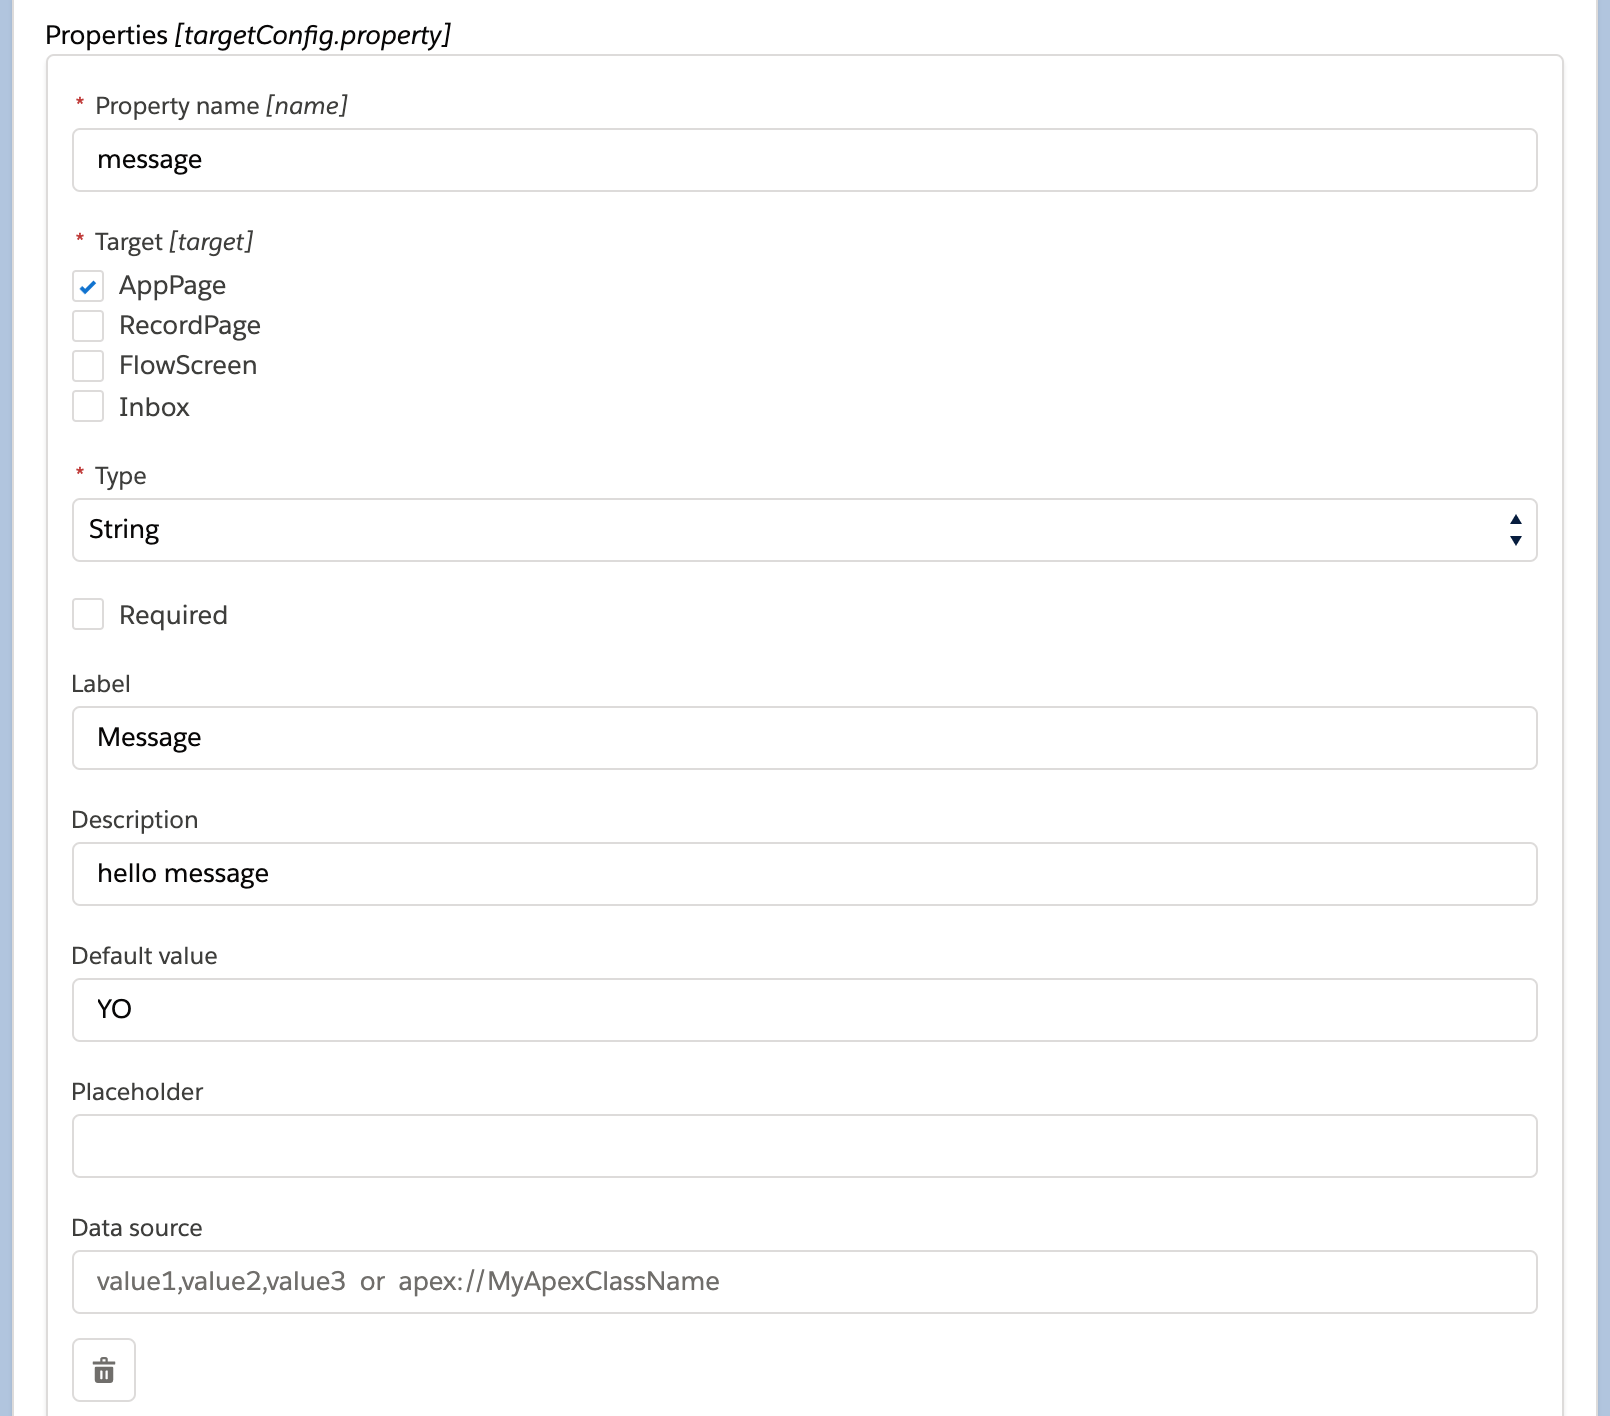 Properties [targetConfig.property]
* Property name [name]
message
* Target [target]
AppPage
RecordPage
FlowScreen
Inbox
* Type
String
Required
Label
Message
Description
hello message
Default value
YO
Placeholder
Data source
value1,value2,value3 or apex://MyApexClassName